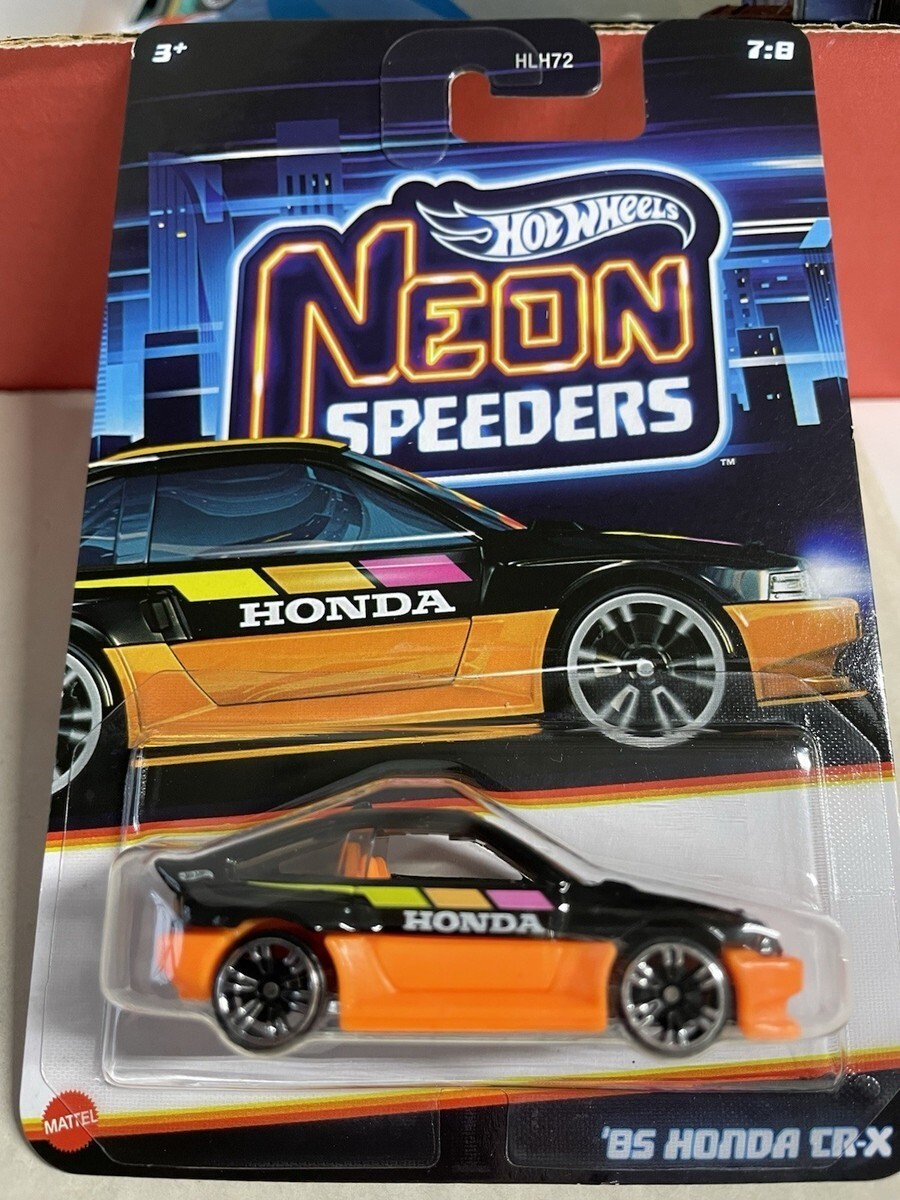 3+
HLH72
7:8
HOT WHEELS
NEON
SPEEDERS
™
HONDA
HONDA
MATTEL
'85 HONDA CR-X